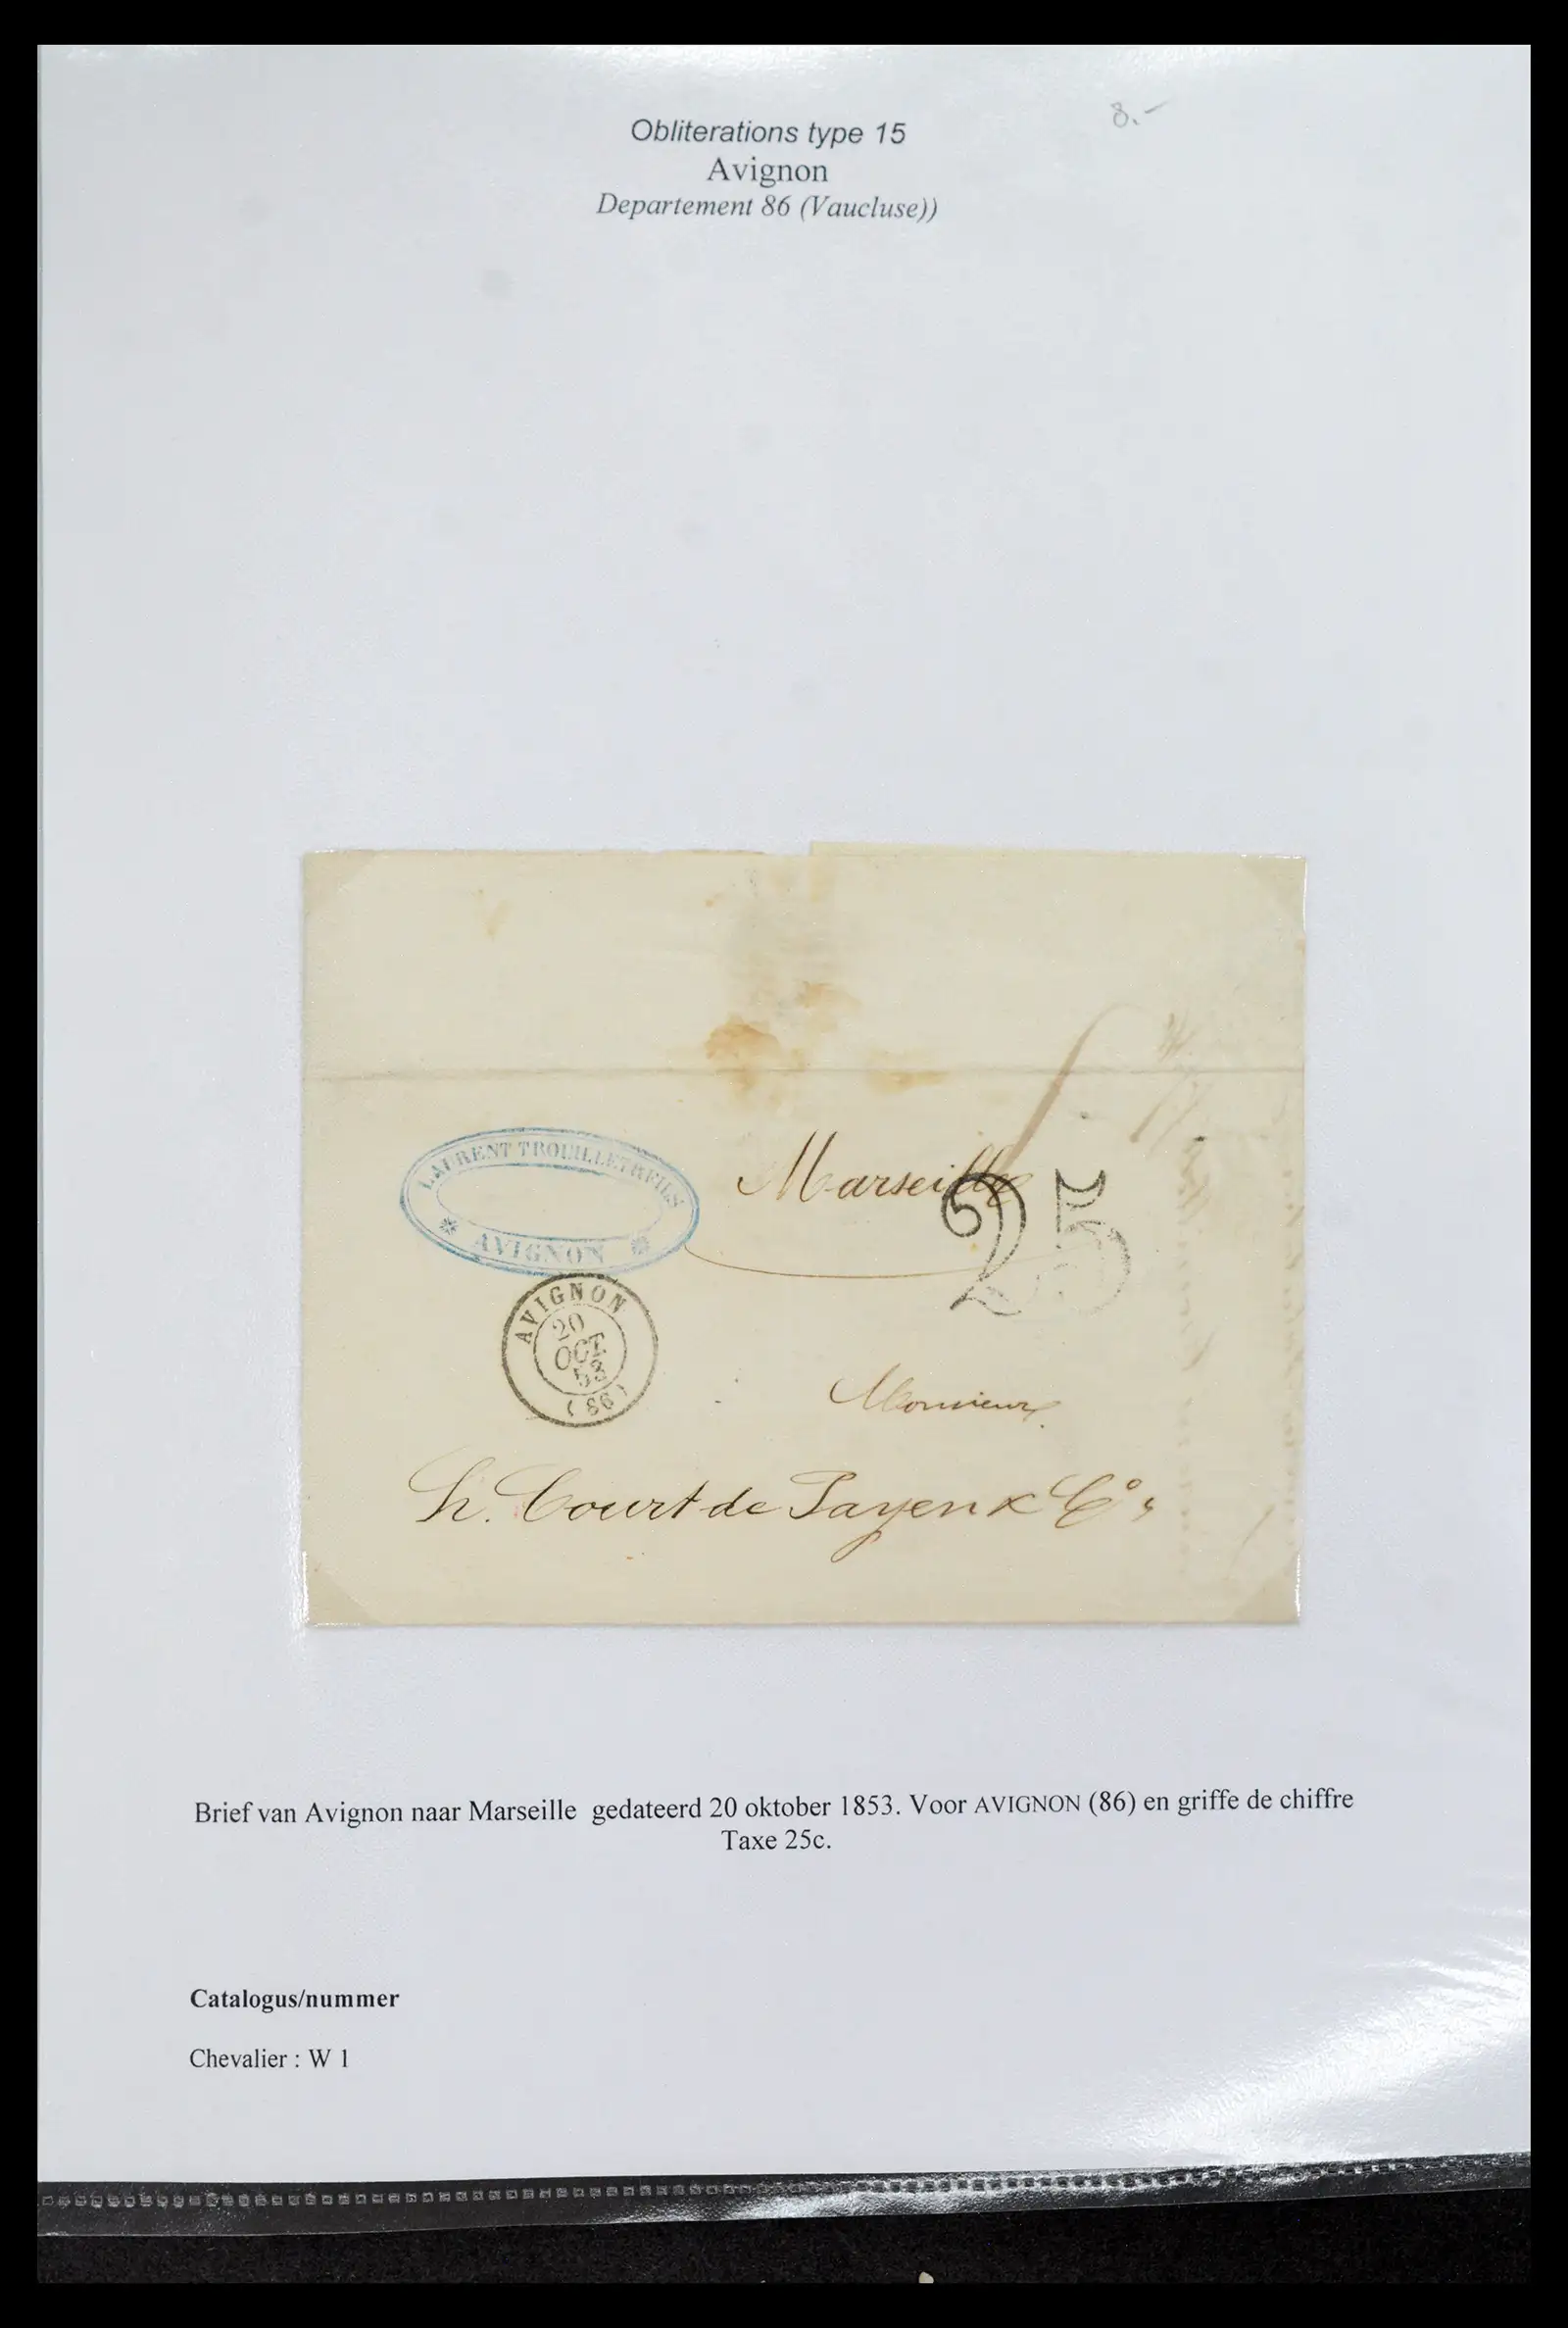 8.-
Obliterations type 15
Avignon
Departement 86 (Vaucluse))
LAURENT TROUILLET & FILS
AVIGNON
Marseille
25
AVIGNON
20
OCT.
53
(86)
Monsieur
Court de Payen & Cº
Brief van Avignon naar Marseille gedateerd 20 oktober 1853. Voor AVIGNON (86) en griffe de chiffre
Taxe 25c.
Catalogus/nummer
Chevalier : W 1